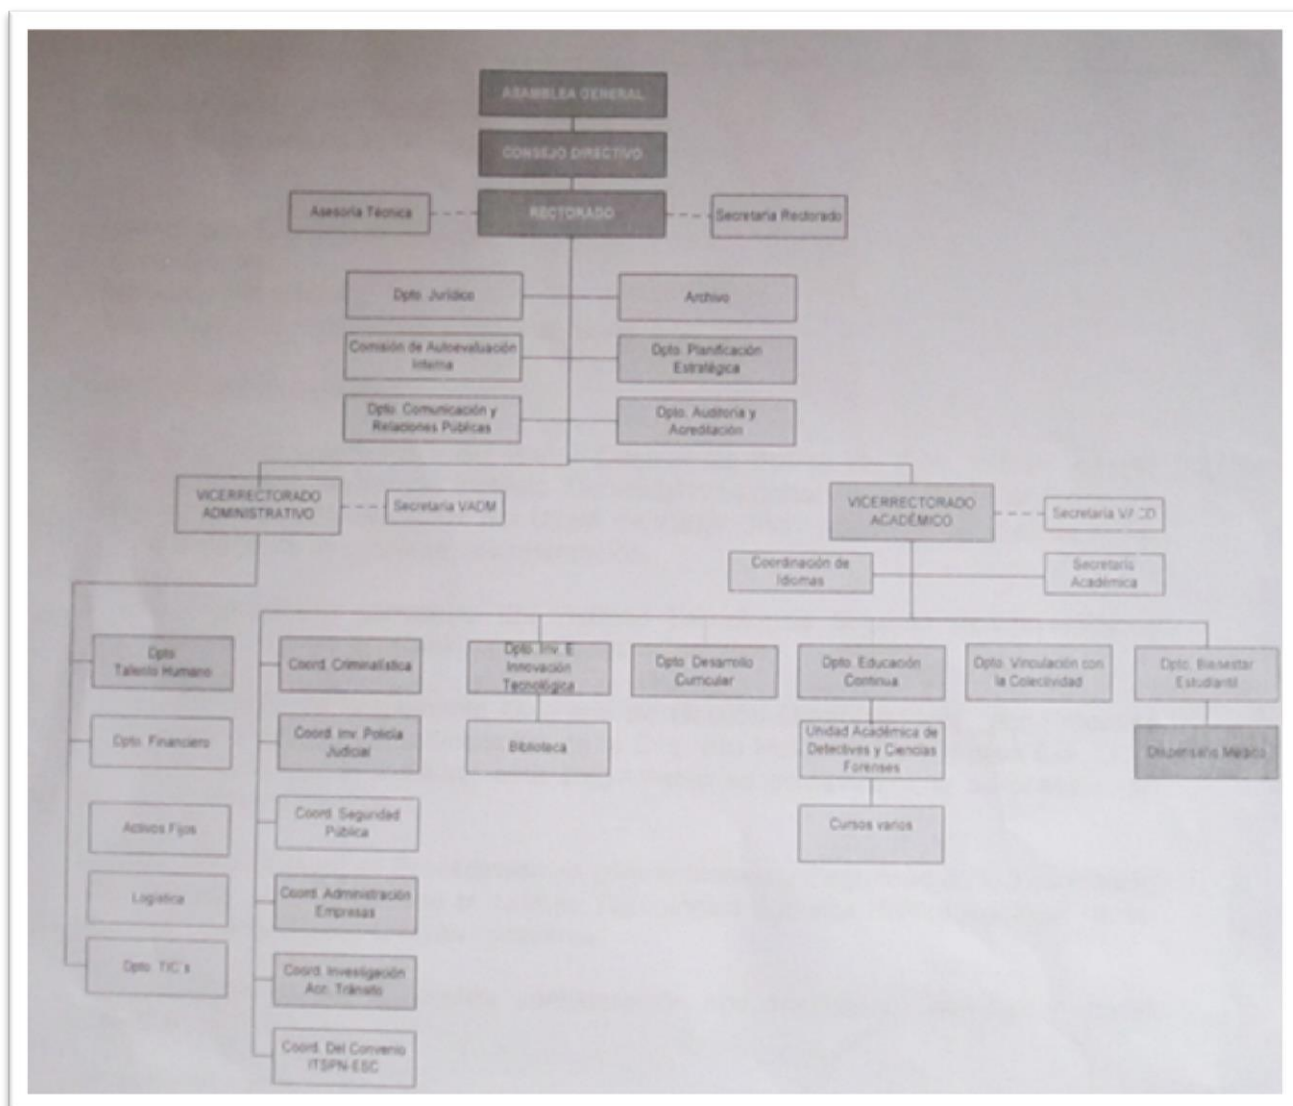 ASAMBLEA GENERAL
CONSEJO DIRECTIVO
RECTORADO
Asesoría Técnica
Secretaria Rectorado
Dpto. Jurídico
Archivo
Comisión de Autoevaluación
Interna
Dpto. Planificación
Estratégica
Dpto. Comunicación y
Relaciones Públicas
Dpto. Auditoría y
Acreditación
VICERRECTORADO
ADMINISTRATIVO
Secretaria VADM
VICERRECTORADO
ACADÉMICO
Secretaria
Coordinación de
Idiomas
Secretaria
Académica
Dpto.
Talento Humano
Dpto. Financiero
Activos Fijos
Logística
Dpto. TIC´s
Coord. Criminalística
Coord. Inv. Policía
Judicial
Coord. Seguridad
Pública
Coord. Administración
Empresas
Coord. Investigación
Acc. Tránsito
Coord. Del Convenio
ITSPN-ESC
Dpto. Inv. E
Innovación
Tecnológica
Biblioteca
Dpto. Desarrollo
Curricular
Dpto. Educación
Continua
Unidad Académica de
Detectives y Ciencias
Forenses
Cursos varios
Dpto. Vinculación con
la Colectividad
Dpto. Bienestar
Estudiantil
Dispensario Médico